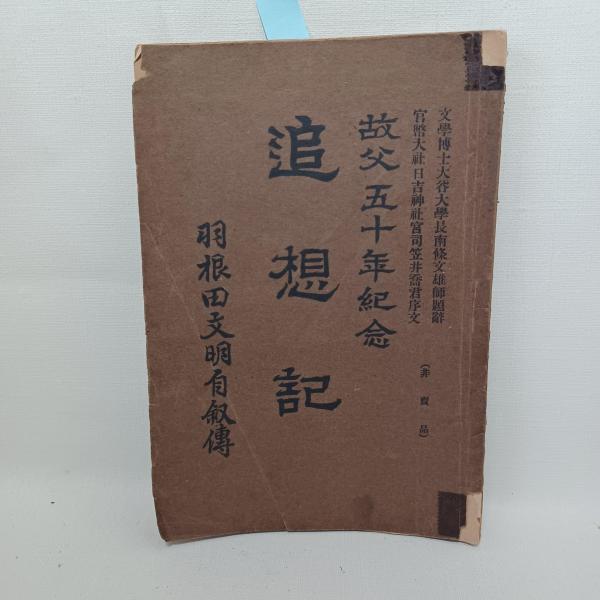 文學博士大谷大學長南條文雄師題辭
官幣大社日吉神社宮司笠井喬君序文
(非賣品)
故父五十年紀念
追想記
羽根田文明自叙傳